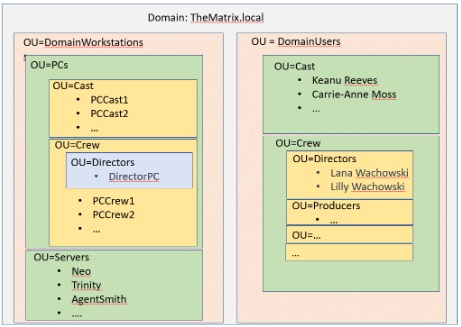 Domain: TheMatrix.local
OU=DomainWorkstations
OU=PCs
OU=Cast
• PCCast1
• PCCast2
• ...
OU=Crew
OU=Directors
• DirectorPC
• PCCrew1
• PCCrew2
• ...
OU=Servers
• Neo
• Trinity
• AgentSmith
• ....
OU = DomainUsers
OU=Cast
• Keanu Reeves
• Carrie-Anne Moss
• ...
OU=Crew
OU=Directors
• Lana Wachowski
• Lilly Wachowski
OU=Producers
• ...
OU=...
...